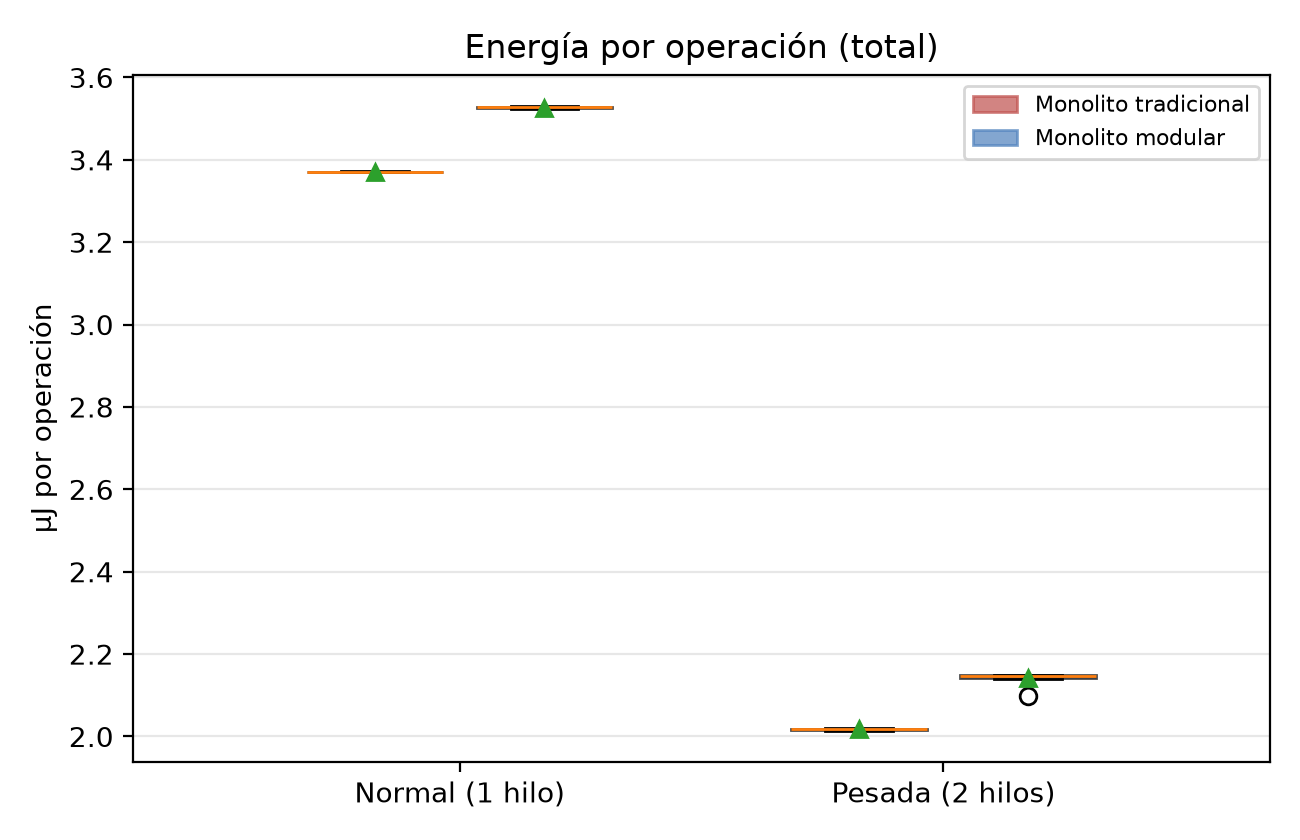 Energía por operación (total)
Monolito tradicional
Monolito modular
µJ por operación
3.6
3.4
3.2
3.0
2.8
2.6
2.4
2.2
2.0
Normal (1 hilo)
Pesada (2 hilos)